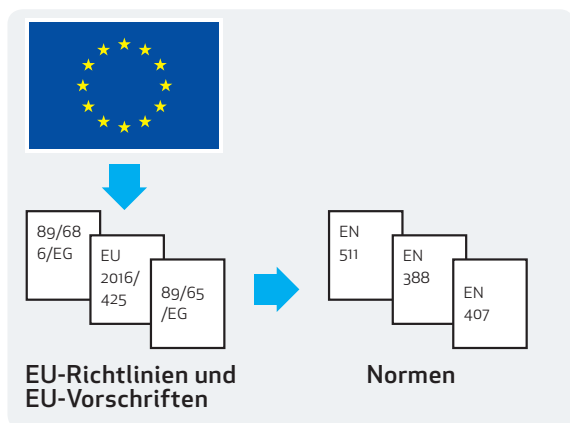 89/68
6/EG
EU
2016/
425
89/65
/EG
EN
511
EN
388
EN
407
EU-Richtlinien und
EU-Vorschriften
Normen